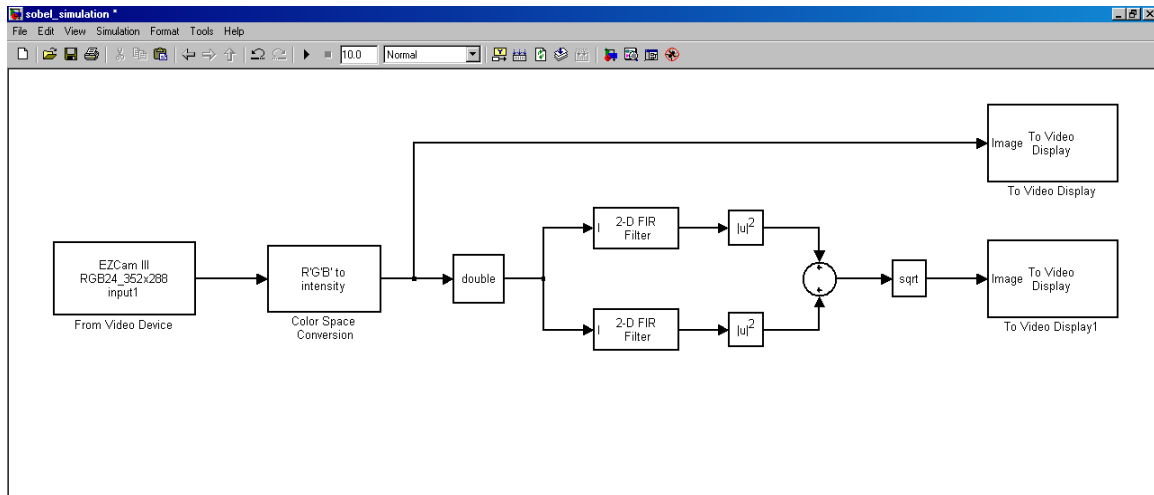 sobel_simulation *
File Edit View Simulation Format Tools Help
10.0 Normal
Image To Video
Display
To Video Display
EZCam III
RGB24_352x288
input1
From Video Device
R'G'B' to
intensity
Color Space
Conversion
double
I 2-D FIR
Filter
|u|²
I 2-D FIR
Filter
|u|²
+
+
sqrt
Image To Video
Display
To Video Display1